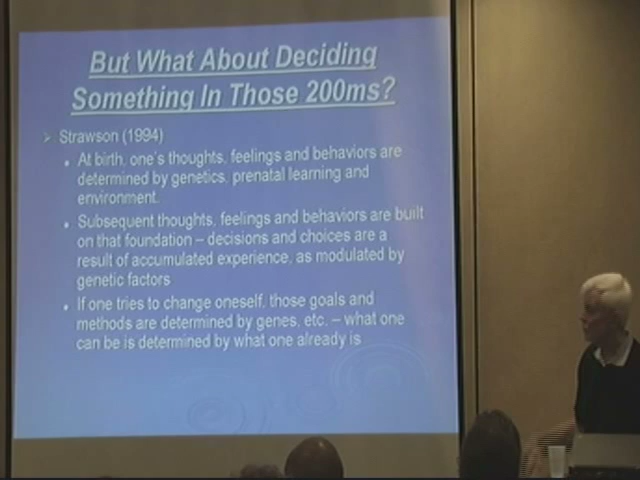 But What About Deciding
Something In Those 200ms?
Strawson (1994)
At birth, one's thoughts, feelings and behaviors are
determined by genetics, prenatal learning and
environment.
Subsequent thoughts, feelings and behaviors are built
on that foundation – decisions and choices are a
result of accumulated experience, as modulated by
genetic factors
If one tries to change oneself, those goals and
methods are determined by genes, etc. – what one
can be is determined by what one already is